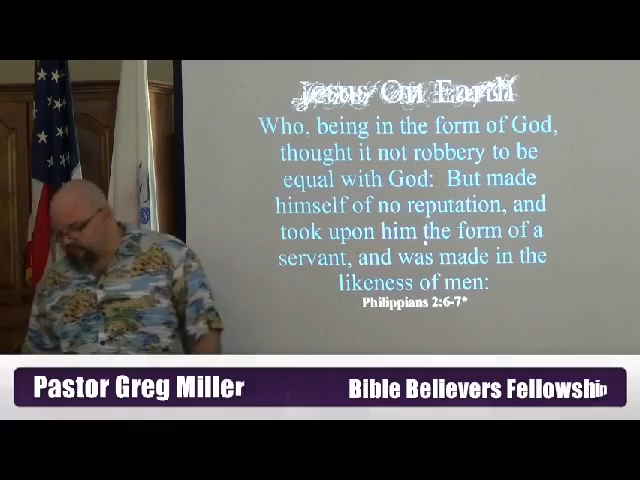 Jesus On Earth
Who, being in the form of God,
thought it not robbery to be
equal with God:  But made
himself of no reputation, and
took upon him the form of a
servant, and was made in the
likeness of men:
Philippians 2:6-7*
Pastor Greg Miller
Bible Believers Fellowship